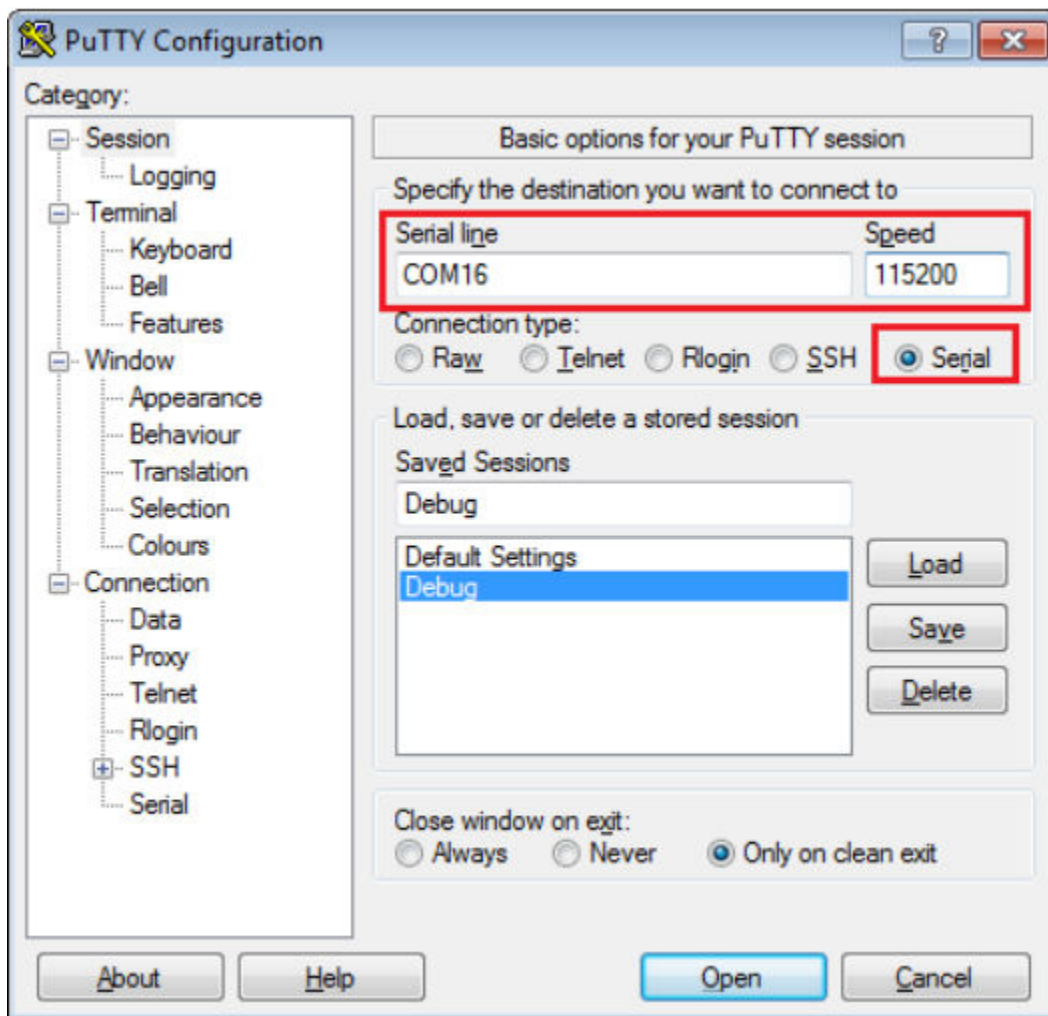 PuTTY Configuration
Category:
Session
Logging
Terminal
Keyboard
Bell
Features
Window
Appearance
Behaviour
Translation
Selection
Colours
Connection
Data
Proxy
Telnet
Rlogin
SSH
Serial
Basic options for your PuTTY session
Specify the destination you want to connect to
Serial line Speed
COM16 115200
Connection type:
Raw Telnet Rlogin SSH Serial
Load, save or delete a stored session
Saved Sessions
Debug
Default Settings
Debug
Load
Save
Delete
Close window on exit:
Always Never Only on clean exit
About Help Open Cancel